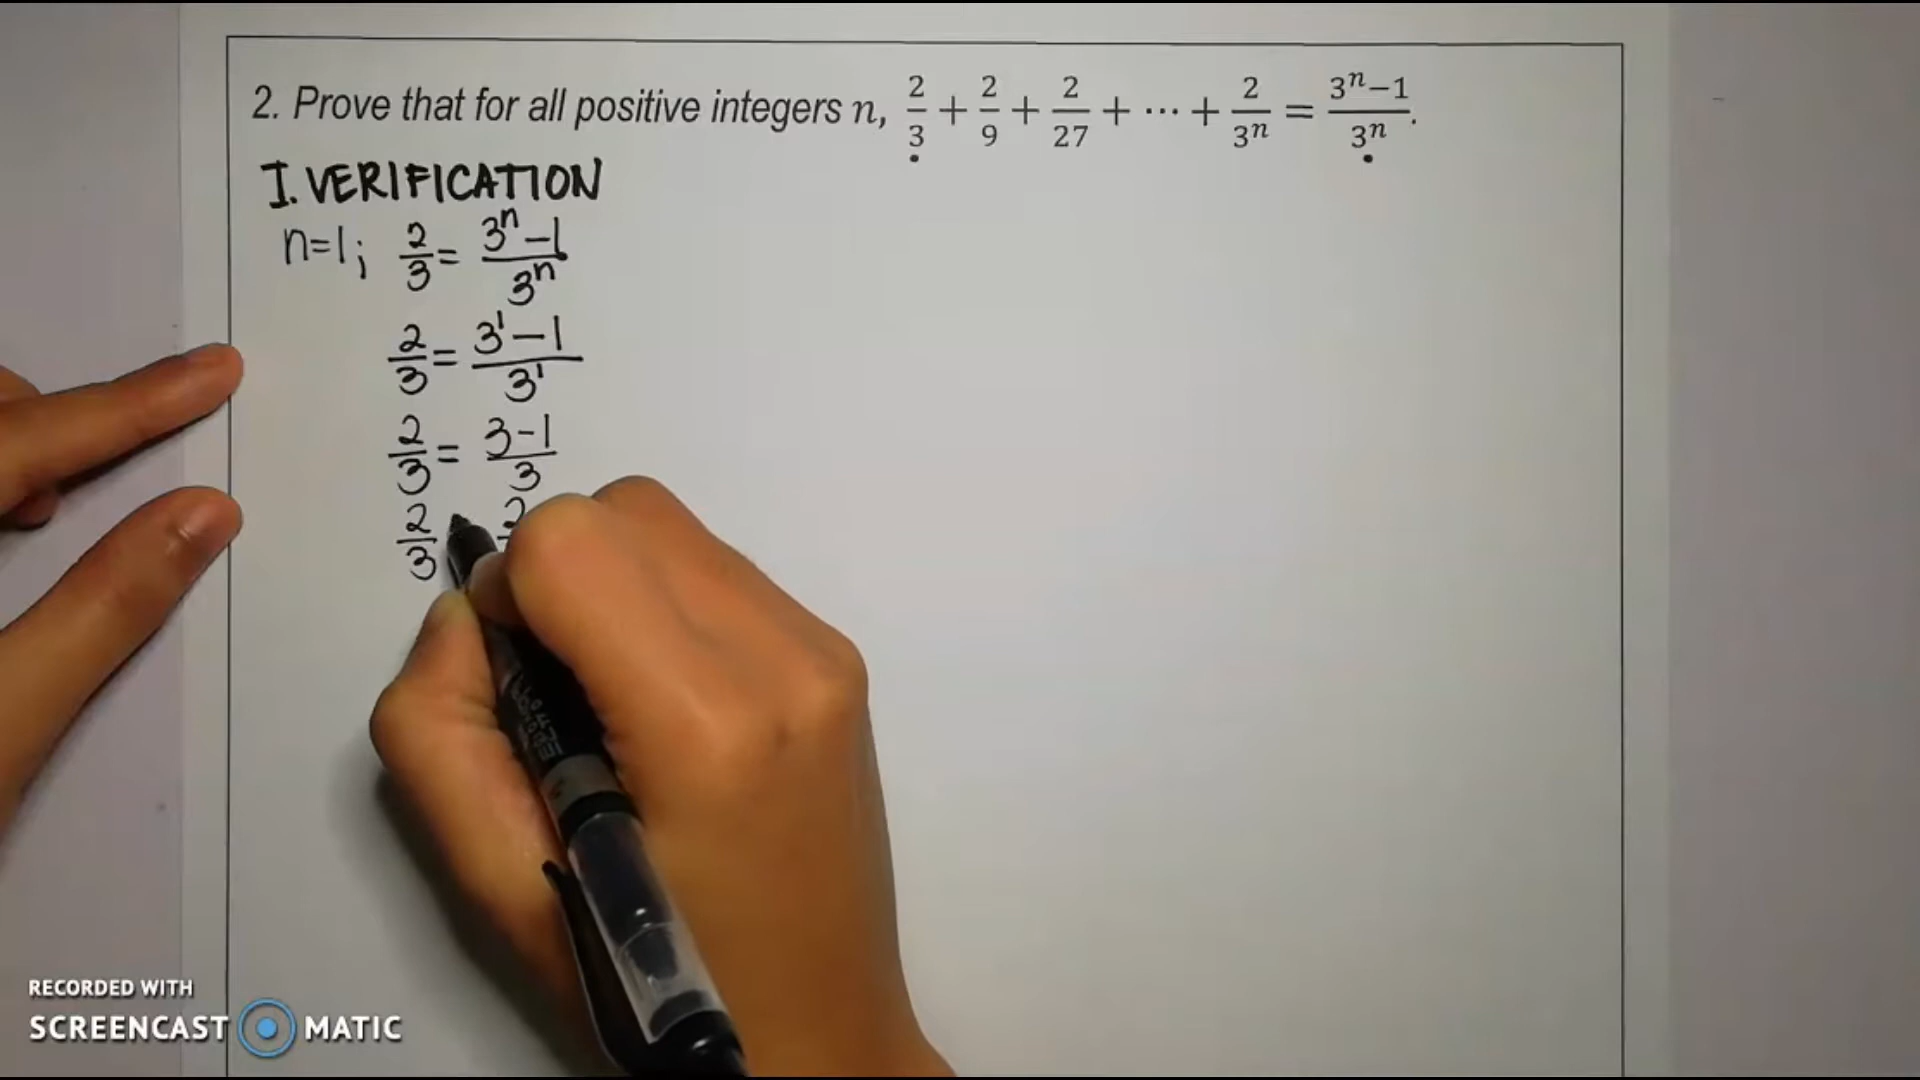 2. Prove that for all positive integers n, 2/3 + 2/9 + 2/27 + ⋯ + 2/3ⁿ = 3ⁿ−1/3ⁿ.
I. VERIFICATION
n=1; 2/3 = 3ⁿ-1/3ⁿ
2/3 = 3¹-1/3¹
2/3 = 3-1/3
2/3 2
RECORDED WITH
SCREENCAST MATIC